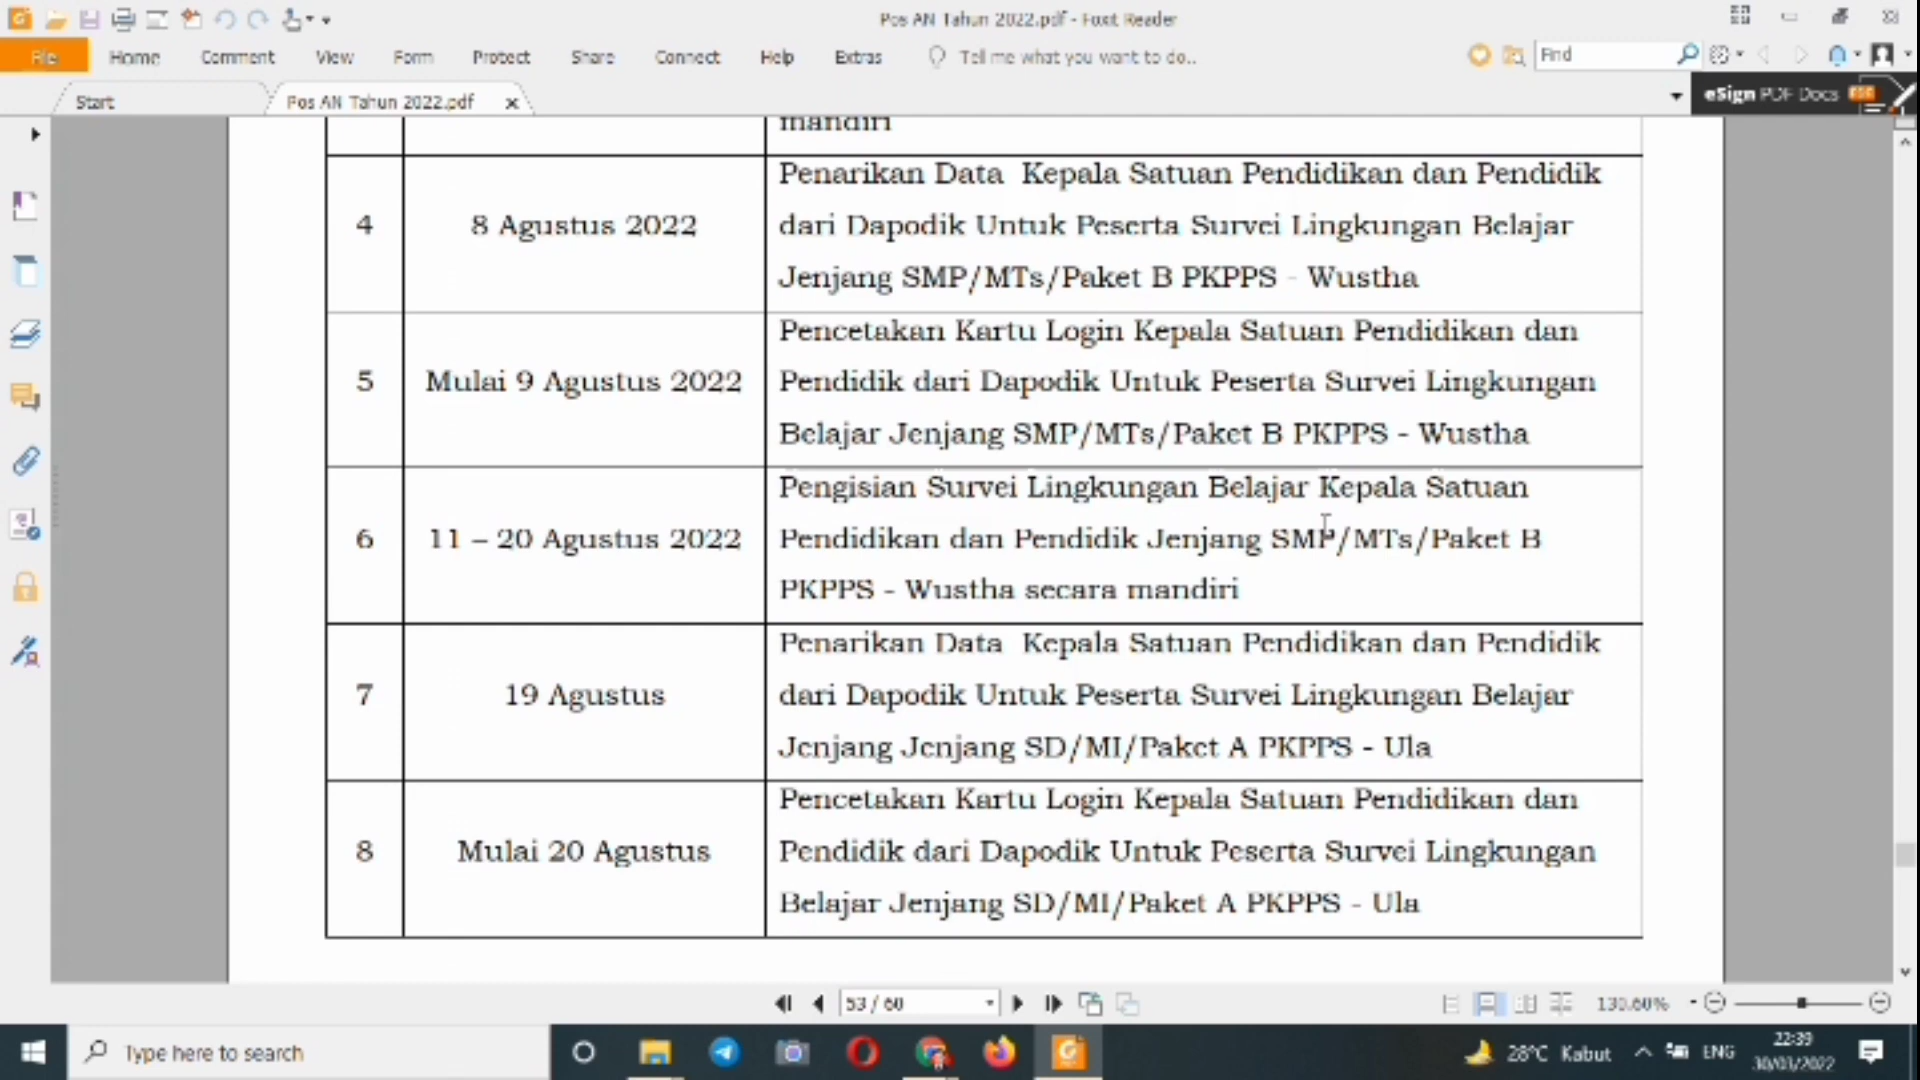 Pos AN Tahun 2022.pdf - Foxit Reader
File Home Comment View Form Protect Share Connect Help Extras Tell me what you want to do.. Find
Start Pos AN Tahun 2022.pdf eSign PDF Docs
mandiri
4 8 Agustus 2022
Penarikan Data Kepala Satuan Pendidikan dan Pendidik
dari Dapodik Untuk Peserta Survei Lingkungan Belajar
Jenjang SMP/MTs/Paket B PKPPS - Wustha
5 Mulai 9 Agustus 2022
Pencetakan Kartu Login Kepala Satuan Pendidikan dan
Pendidik dari Dapodik Untuk Peserta Survei Lingkungan
Belajar Jenjang SMP/MTs/Paket B PKPPS - Wustha
6 11 – 20 Agustus 2022
Pengisian Survei Lingkungan Belajar Kepala Satuan
Pendidikan dan Pendidik Jenjang SMP/MTs/Paket B
PKPPS - Wustha secara mandiri
7 19 Agustus
Penarikan Data Kepala Satuan Pendidikan dan Pendidik
dari Dapodik Untuk Peserta Survei Lingkungan Belajar
Jenjang Jenjang SD/MI/Paket A PKPPS - Ula
8 Mulai 20 Agustus
Pencetakan Kartu Login Kepala Satuan Pendidikan dan
Pendidik dari Dapodik Untuk Peserta Survei Lingkungan
Belajar Jenjang SD/MI/Paket A PKPPS - Ula
53 / 60 130.60%
Type here to search 28°C Kabut ENG 22:39
30/03/2022